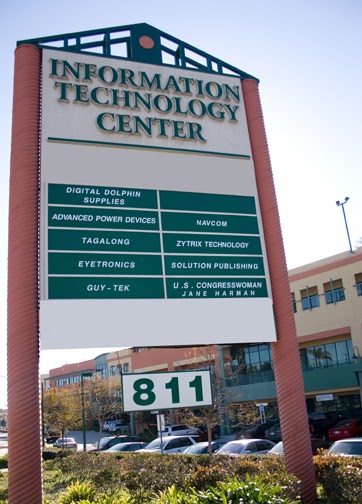 INFORMATION
TECHNOLOGY
CENTER
DIGITAL DOLPHIN
SUPPLIES
ADVANCED POWER DEVICES
NAVCOM
TAGALONG
ZYTRIX TECHNOLOGY
EYETRONICS
SOLUTION PUBLISHING
GUY-TEK
U.S. CONGRESSWOMAN
JANE HARMAN
811